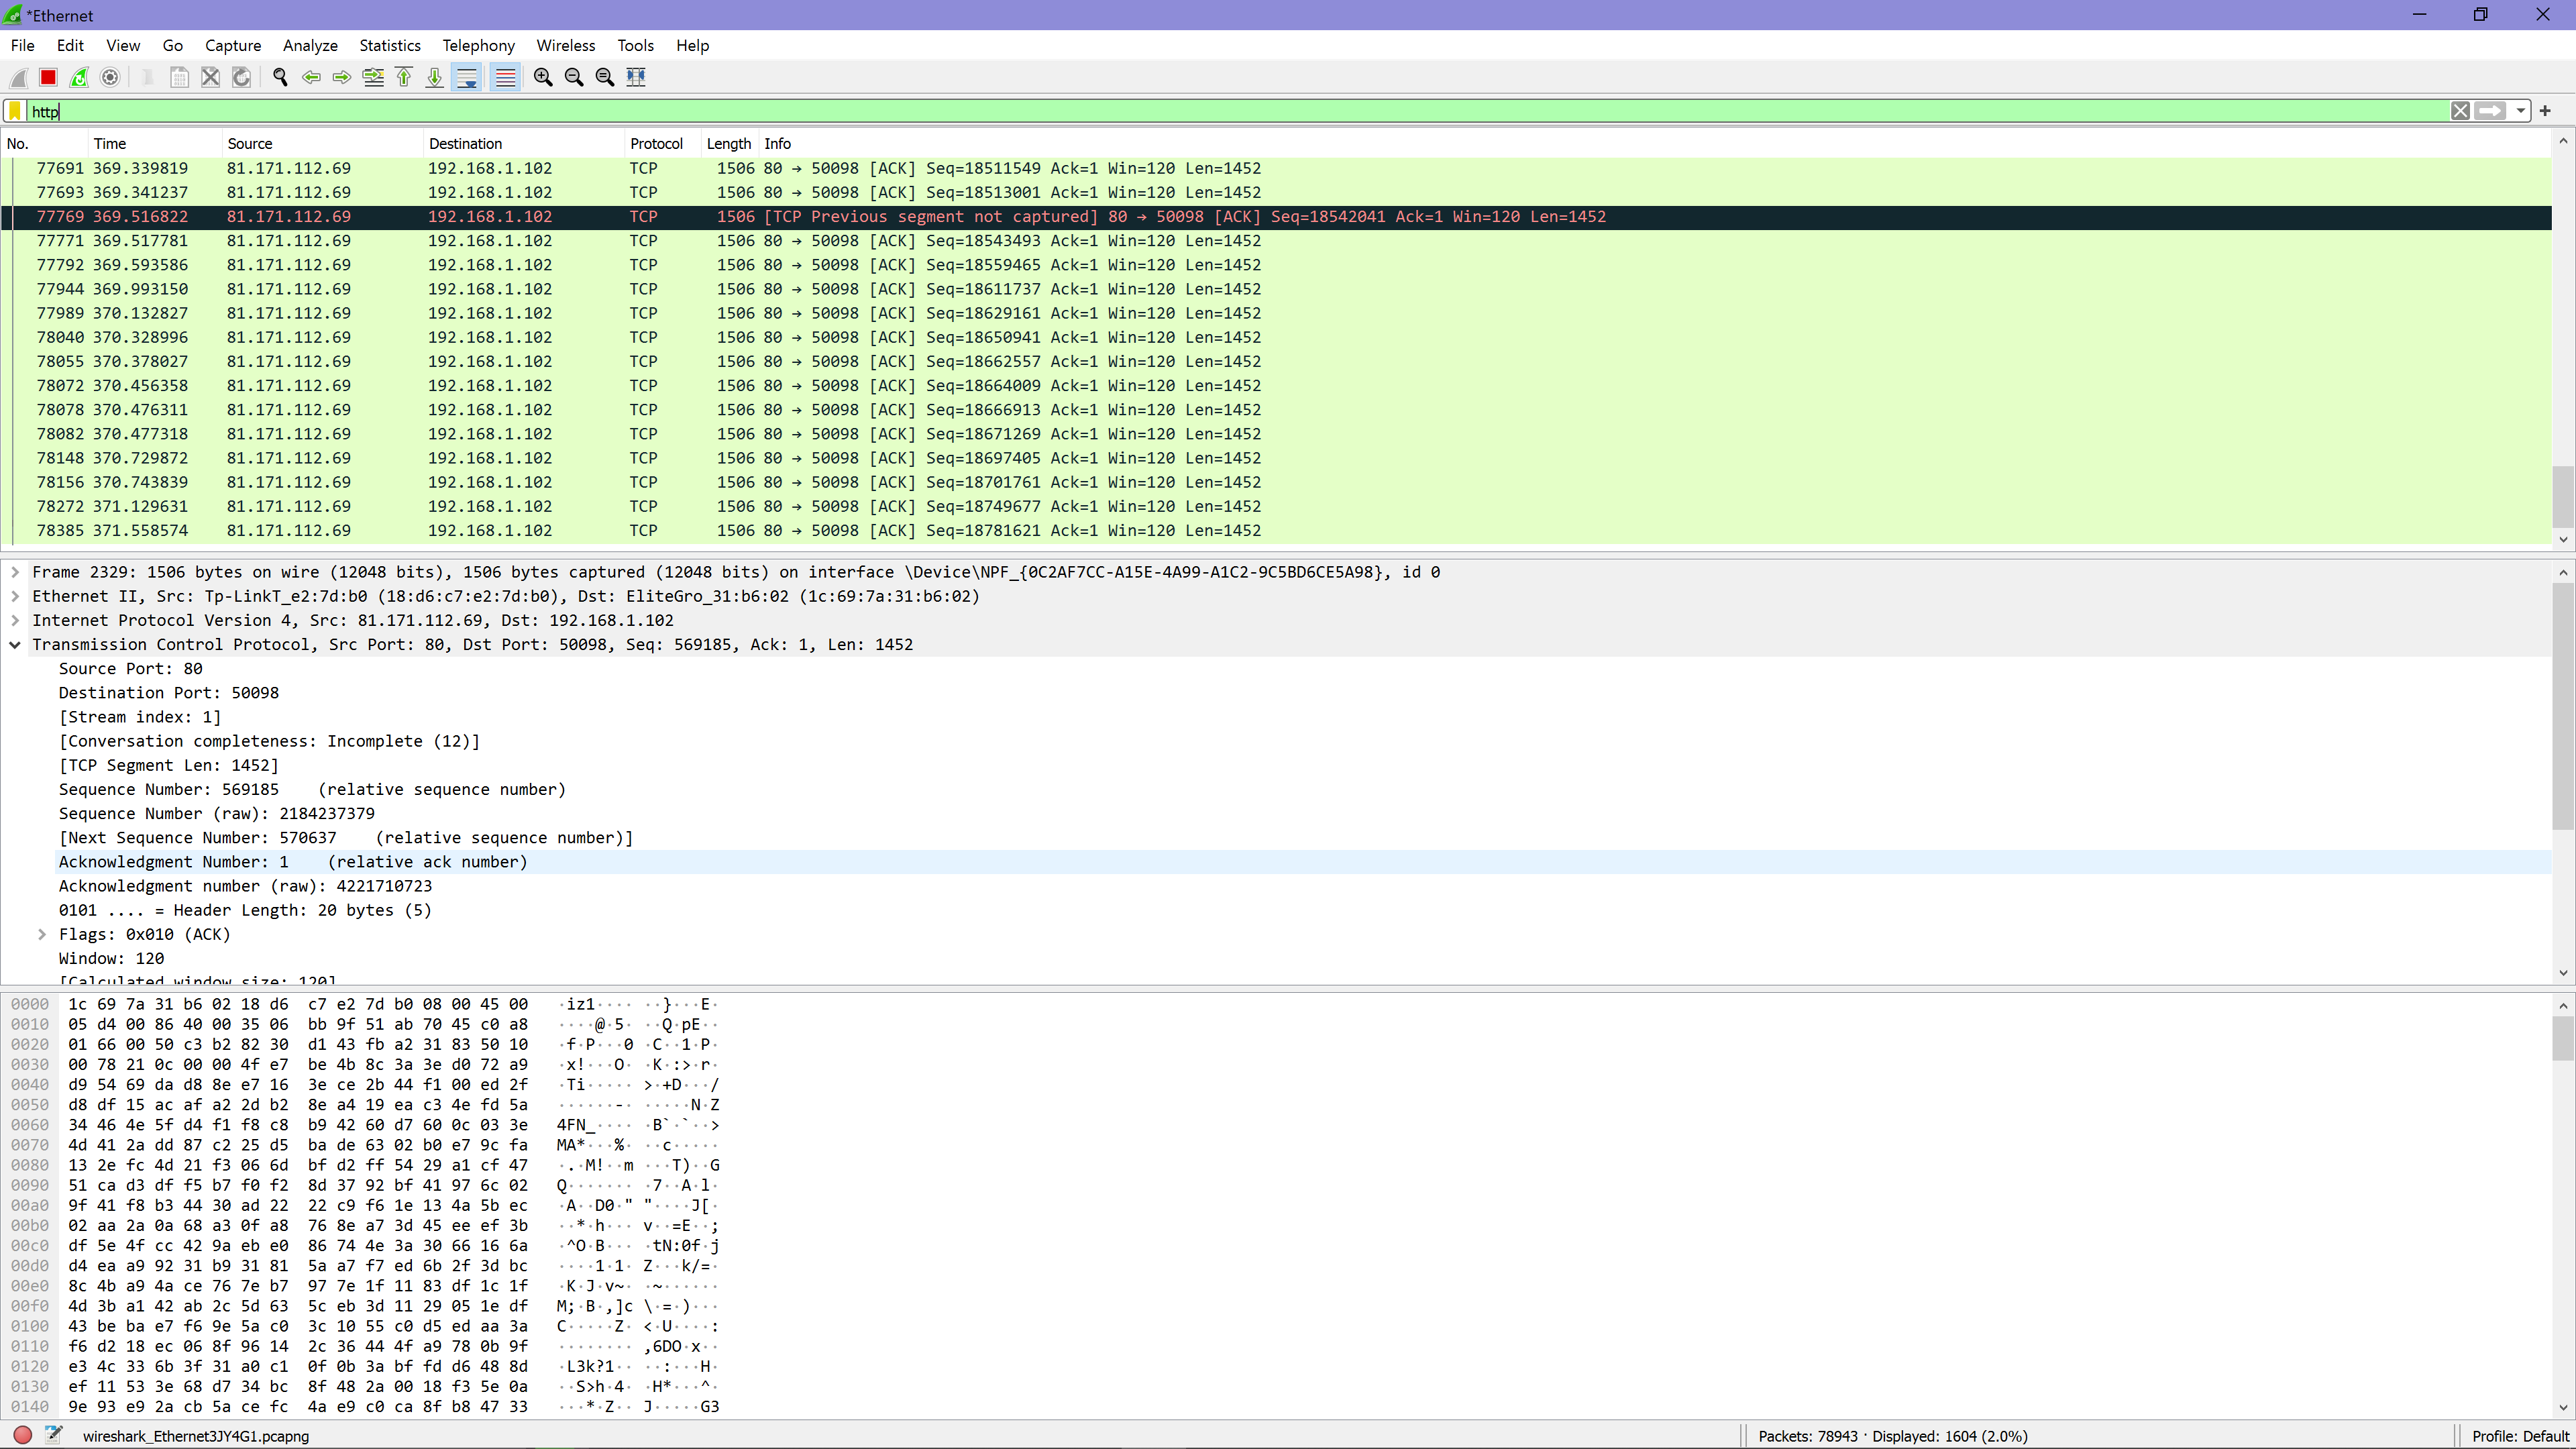 *Ethernet
File Edit View Go Capture Analyze Statistics Telephony Wireless Tools Help
http
No. Time Source Destination Protocol Length Info
77691 369.339819 81.171.112.69 192.168.1.102 TCP 1506 80 → 50098 [ACK] Seq=18511549 Ack=1 Win=120 Len=1452
77693 369.341237 81.171.112.69 192.168.1.102 TCP 1506 80 → 50098 [ACK] Seq=18513001 Ack=1 Win=120 Len=1452
77769 369.516822 81.171.112.69 192.168.1.102 TCP 1506 [TCP Previous segment not captured] 80 → 50098 [ACK] Seq=18542041 Ack=1 Win=120 Len=1452
77771 369.517781 81.171.112.69 192.168.1.102 TCP 1506 80 → 50098 [ACK] Seq=18543493 Ack=1 Win=120 Len=1452
77792 369.593586 81.171.112.69 192.168.1.102 TCP 1506 80 → 50098 [ACK] Seq=18559465 Ack=1 Win=120 Len=1452
77944 369.993150 81.171.112.69 192.168.1.102 TCP 1506 80 → 50098 [ACK] Seq=18611737 Ack=1 Win=120 Len=1452
77989 370.132827 81.171.112.69 192.168.1.102 TCP 1506 80 → 50098 [ACK] Seq=18629161 Ack=1 Win=120 Len=1452
78040 370.328996 81.171.112.69 192.168.1.102 TCP 1506 80 → 50098 [ACK] Seq=18650941 Ack=1 Win=120 Len=1452
78055 370.378027 81.171.112.69 192.168.1.102 TCP 1506 80 → 50098 [ACK] Seq=18662557 Ack=1 Win=120 Len=1452
78072 370.456358 81.171.112.69 192.168.1.102 TCP 1506 80 → 50098 [ACK] Seq=18664009 Ack=1 Win=120 Len=1452
78078 370.476311 81.171.112.69 192.168.1.102 TCP 1506 80 → 50098 [ACK] Seq=18666913 Ack=1 Win=120 Len=1452
78082 370.477318 81.171.112.69 192.168.1.102 TCP 1506 80 → 50098 [ACK] Seq=18671269 Ack=1 Win=120 Len=1452
78148 370.729872 81.171.112.69 192.168.1.102 TCP 1506 80 → 50098 [ACK] Seq=18697405 Ack=1 Win=120 Len=1452
78156 370.743839 81.171.112.69 192.168.1.102 TCP 1506 80 → 50098 [ACK] Seq=18701761 Ack=1 Win=120 Len=1452
78272 371.129631 81.171.112.69 192.168.1.102 TCP 1506 80 → 50098 [ACK] Seq=18749677 Ack=1 Win=120 Len=1452
78385 371.558574 81.171.112.69 192.168.1.102 TCP 1506 80 → 50098 [ACK] Seq=18781621 Ack=1 Win=120 Len=1452
Frame 2329: 1506 bytes on wire (12048 bits), 1506 bytes captured (12048 bits) on interface \Device\NPF_{0C2AF7CC-A15E-4A99-A1C2-9C5BD6CE5A98}, id 0
Ethernet II, Src: Tp-LinkT_e2:7d:b0 (18:d6:c7:e2:7d:b0), Dst: EliteGro_31:b6:02 (1c:69:7a:31:b6:02)
Internet Protocol Version 4, Src: 81.171.112.69, Dst: 192.168.1.102
Transmission Control Protocol, Src Port: 80, Dst Port: 50098, Seq: 569185, Ack: 1, Len: 1452
Source Port: 80
Destination Port: 50098
[Stream index: 1]
[Conversation completeness: Incomplete (12)]
[TCP Segment Len: 1452]
Sequence Number: 569185 (relative sequence number)
Sequence Number (raw): 2184237379
[Next Sequence Number: 570637 (relative sequence number)]
Acknowledgment Number: 1 (relative ack number)
Acknowledgment number (raw): 4221710723
0101 .... = Header Length: 20 bytes (5)
Flags: 0x010 (ACK)
Window: 120
[Calculated window size: 120]
0000 1c 69 7a 31 b6 02 18 d6 c7 e2 7d b0 08 00 45 00 ·iz1···· ··}···E·
0010 05 d4 00 86 40 00 35 06 bb 9f 51 ab 70 45 c0 a8 ····@·5· ··Q·pE··
0020 01 66 00 50 c3 b2 82 30 d1 43 fb a2 31 83 50 10 ·f·P···0 ·C··1·P·
0030 00 78 21 0c 00 00 4f e7 be 4b 8c 3a 3e d0 72 a9 ·x!···O· ·K·:>·r·
0040 d9 54 69 da d8 8e e7 16 3e ce 2b 44 f1 00 ed 2f ·Ti····· >·+D···/
0050 d8 df 15 ac af a2 2d b2 8e a4 19 ea c3 4e fd 5a ······-· ·····N·Z
0060 34 46 4e 5f d4 f1 f8 c8 b9 42 60 d7 60 0c 03 3e 4FN_···· ·B`·`··>
0070 4d 41 2a dd 87 c2 25 d5 ba de 63 02 b0 e7 9c fa MA*···%· ··c·····
0080 13 2e fc 4d 21 f3 06 6d bf d2 ff 54 29 a1 cf 47 ·.·M!··m ···T)··G
0090 51 ca d3 df f5 b7 f0 f2 8d 37 92 bf 41 97 6c 02 Q······· ·7··A·l·
00a0 9f 41 f8 b3 44 30 ad 22 22 c9 f6 1e 13 4a 5b ec ·A··D0·" "····J[·
00b0 02 aa 2a 0a 68 a3 0f a8 76 8e a7 3d 45 ee ef 3b ··*·h··· v··=E··;
00c0 df 5e 4f cc 42 9a eb e0 86 74 4e 3a 30 66 16 6a ·^O·B··· ·tN:0f·j
00d0 d4 ea a9 92 31 b9 31 81 5a a7 f7 ed 6b 2f 3d bc ····1·1· Z···k/=·
00e0 8c 4b a9 4a ce 76 7e b7 97 7e 1f 11 83 df 1c 1f ·K·J·v~· ·~······
00f0 4d 3b a1 42 ab 2c 5d 63 5c eb 3d 11 29 05 1e df M;·B·,]c \·=·)···
0100 43 be ba e7 f6 9e 5a c0 3c 10 55 c0 d5 ed aa 3a C·····Z· <·U····:
0110 f6 d2 18 ec 06 8f 96 14 2c 36 44 4f a9 78 0b 9f ········ ,6DO·x··
0120 e3 4c 33 6b 3f 31 a0 c1 0f 0b 3a bf fd d6 48 8d ·L3k?1·· ··:···H·
0130 ef 11 53 3e 68 d7 34 bc 8f 48 2a 00 18 f3 5e 0a ··S>h·4· ·H*···^·
0140 9e 93 e9 2a cb 5a ce fc 4a e9 c0 ca 8f b8 47 33 ···*·Z·· J·····G3
wireshark_Ethernet3JY4G1.pcapng Packets: 78943 · Displayed: 1604 (2.0%) Profile: Default